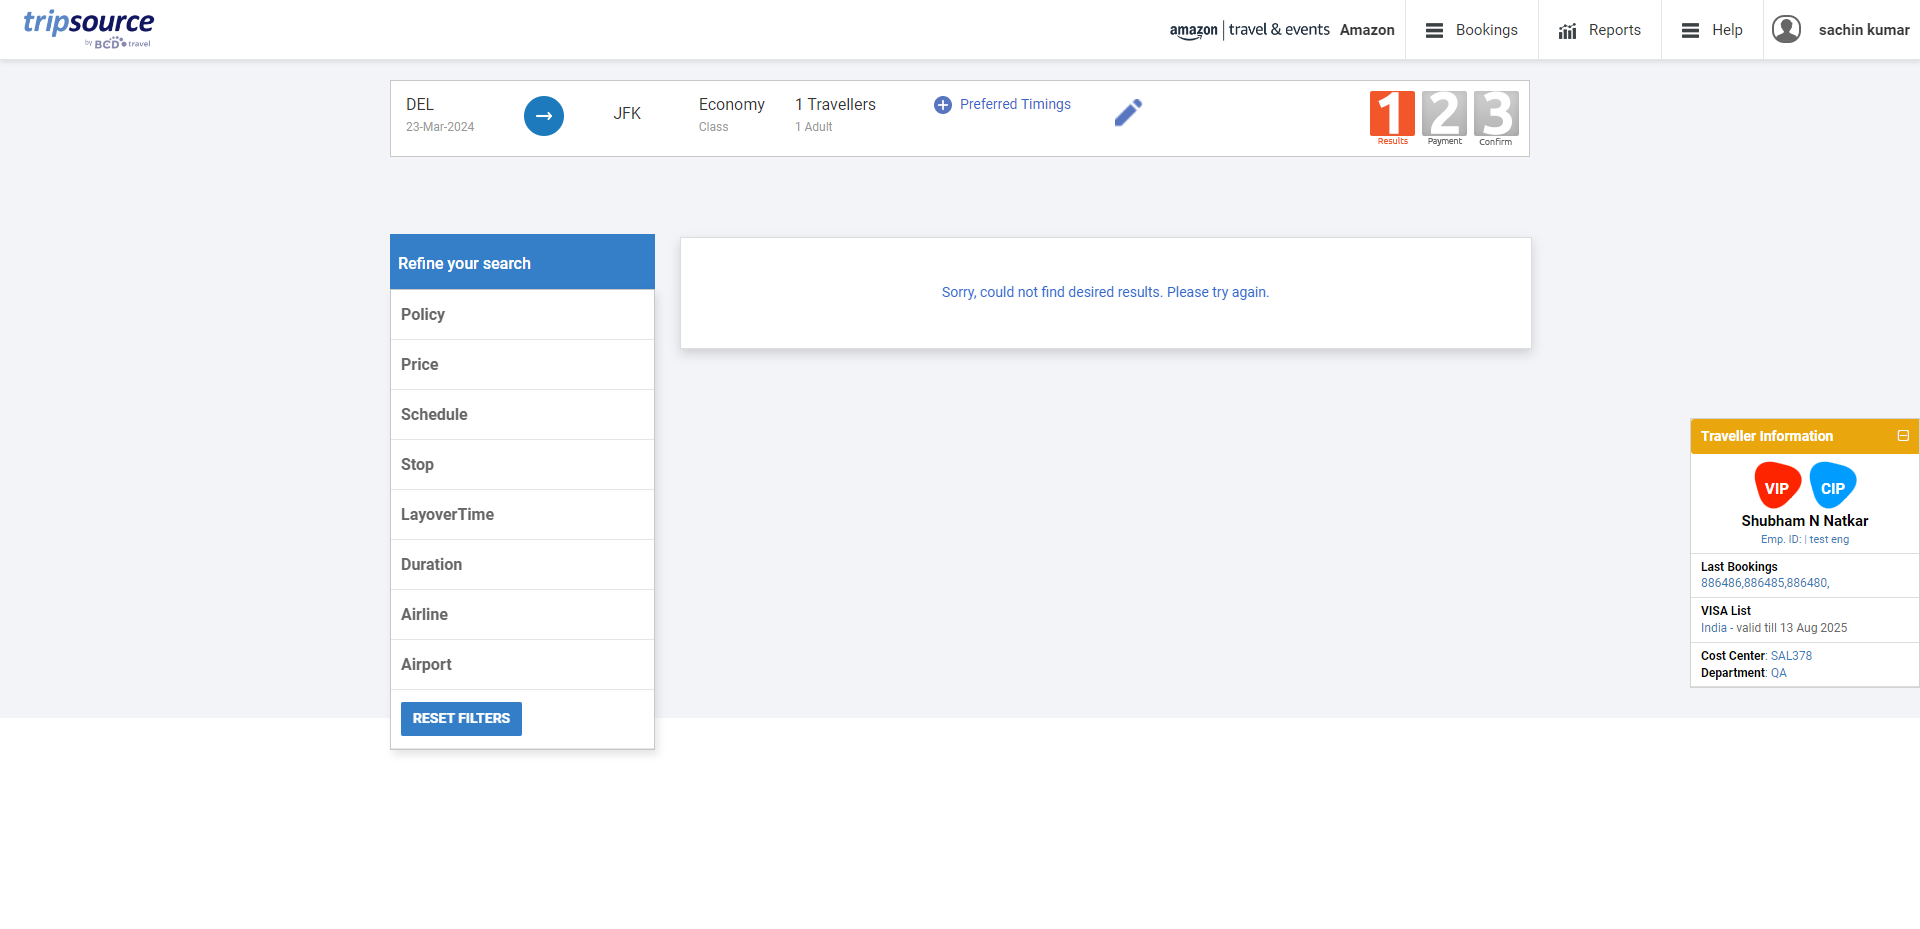 tripsource
by BCD travel
amazon | travel & events Amazon
Bookings
Reports
Help
sachin kumar
DEL
23-Mar-2024
JFK
Economy
Class
1 Travellers
1 Adult
Preferred Timings
1
Results
2
Payment
3
Confirm
Refine your search
Policy
Price
Schedule
Stop
LayoverTime
Duration
Airline
Airport
RESET FILTERS
Sorry, could not find desired results. Please try again.
Traveller Information
VIP CIP
Shubham N Natkar
Emp. ID: | test eng
Last Bookings
886486,886485,886480,
VISA List
India - valid till 13 Aug 2025
Cost Center: SAL378
Department: QA